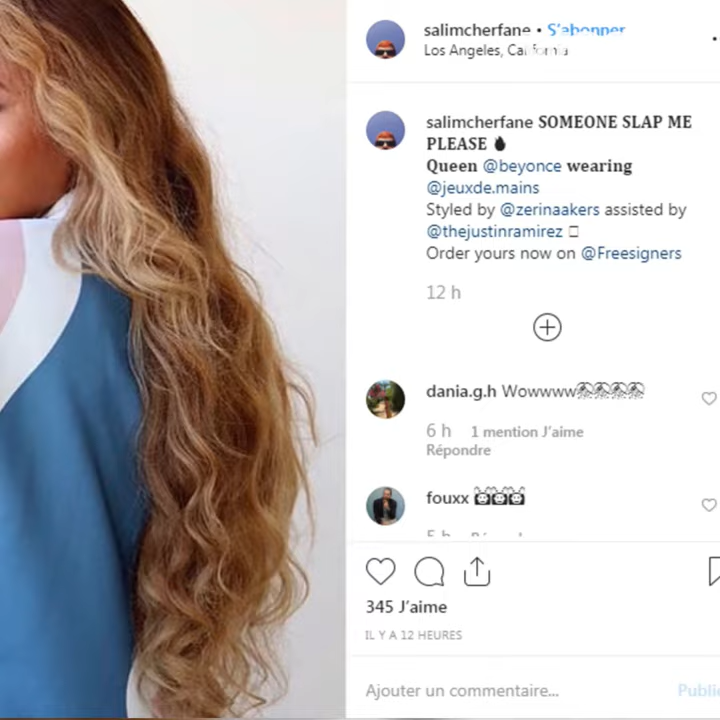 salimcherfane • S'abonner
Los Angeles, California
salimcherfane SOMEONE SLAP ME
PLEASE
Queen @beyonce wearing
@jeuxde.mains
Styled by @zerinaakers assisted by
@thejustinramirez
Order yours now on @Freesigners
12 h
dania.g.h Wowwww
6 h 1 mention J'aime
Répondre
fouxx
5 h
345 J'aime
IL Y A 12 HEURES
Ajouter un commentaire...